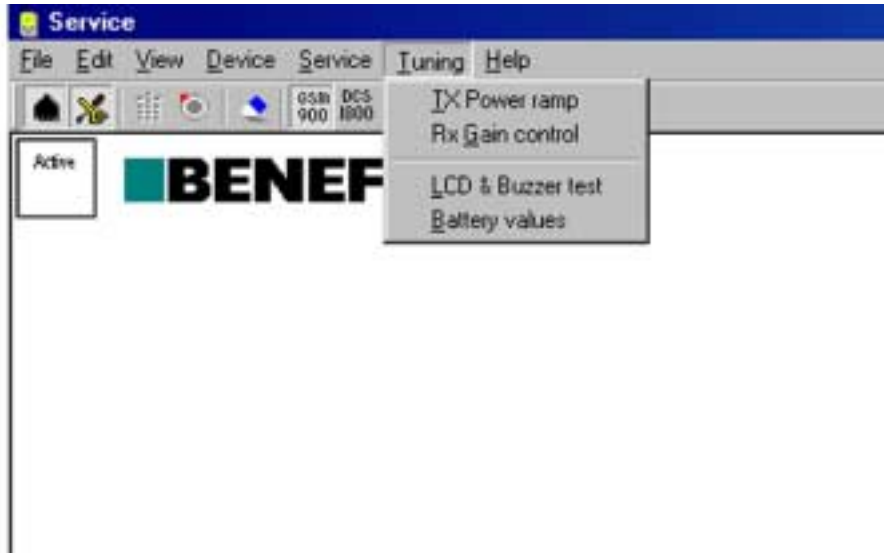 Service
File Edit View Device Service Tuning Help
GSM 900 DCS 1800
TX Power ramp
Rx Gain control
LCD & Buzzer test
Battery values
Active
BENEF